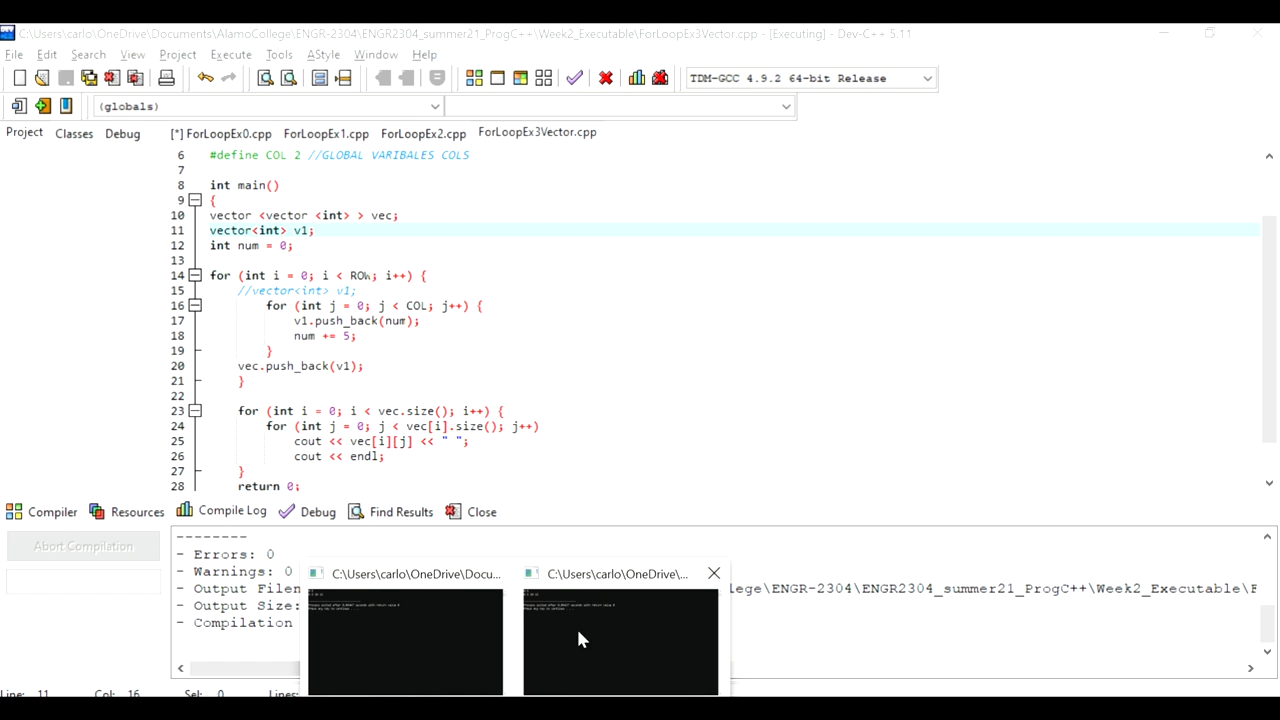 C:\Users\carlo\OneDrive\Documents\AlamoCollege\ENGR-2304\ENGR2304_summer21_ProgC++\Week2_Executable\ForLoopEx3Vector.cpp - [Executing] - Dev-C++ 5.11
File Edit Search View Project Execute Tools AStyle Window Help
TDM-GCC 4.9.2 64-bit Release
(globals)
Project Classes Debug [*] ForLoopEx0.cpp ForLoopEx1.cpp ForLoopEx2.cpp ForLoopEx3Vector.cpp
6 #define COL 2 //GLOBAL VARIBALES COLS
7
8 int main()
9 {
10 vector <vector <int> > vec;
11 vector<int> v1;
12 int num = 0;
13
14 for (int i = 0; i < ROW; i++) {
15 //vector<int> v1;
16 for (int j = 0; j < COL; j++) {
17 v1.push_back(num);
18 num += 5;
19 }
20 vec.push_back(v1);
21 }
22
23 for (int i = 0; i < vec.size(); i++) {
24 for (int j = 0; j < vec[i].size(); j++)
25 cout << vec[i][j] << " ";
26 cout << endl;
27 }
28 return 0;
Compiler Resources Compile Log Debug Find Results Close
Abort Compilation
--------
- Errors: 0
- Warnings: 0
- Output Filen
lege\ENGR-2304\ENGR2304_summer21_ProgC++\Week2_Executable\F
- Output Size:
- Compilation
C:\Users\carlo\OneDrive\Docu... C:\Users\carlo\OneDrive\...
Line: 11 Col: 16 Sel: 0 Lines: